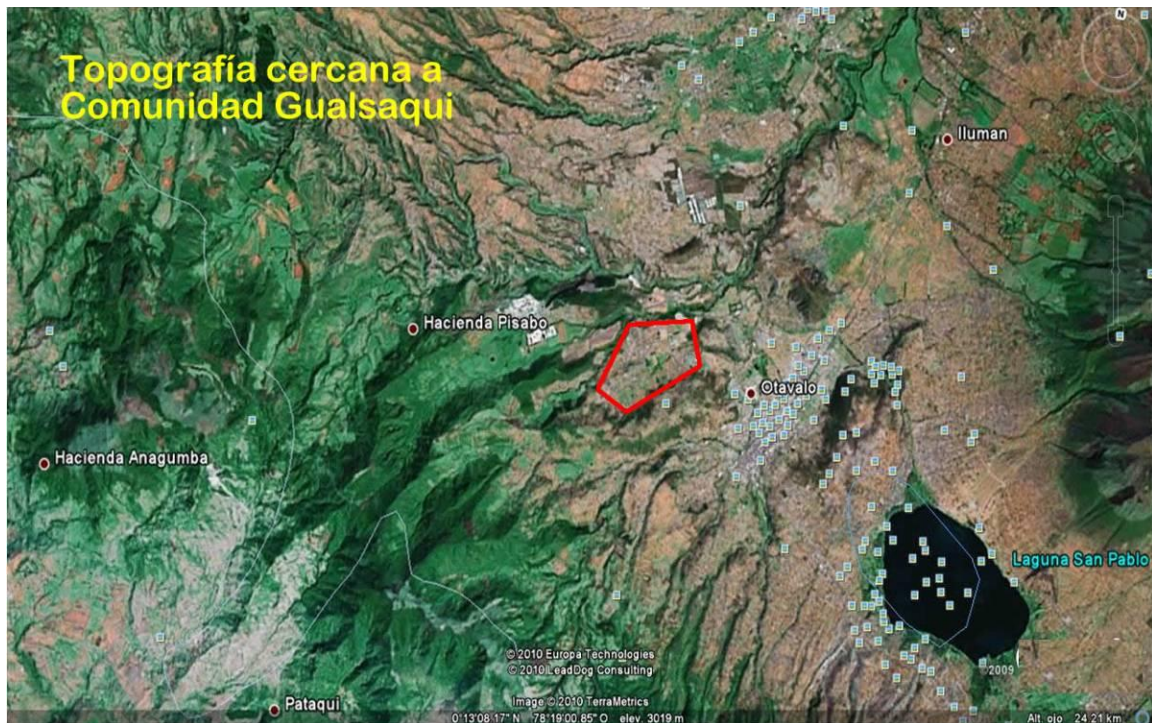 Topografía cercana a
Comunidad Gualsaqui
N
Iluman
Hacienda Pisabo
Otavalo
Hacienda Anagumba
Laguna San Pablo
© 2010 Europa Technologies
© 2010 LeadDog Consulting
©2009
Image © 2010 TerraMetrics
Pataqui
0°13'08.17" N 78°19'00.85" O elev. 3019 m
Alt. ojo 24.21 km